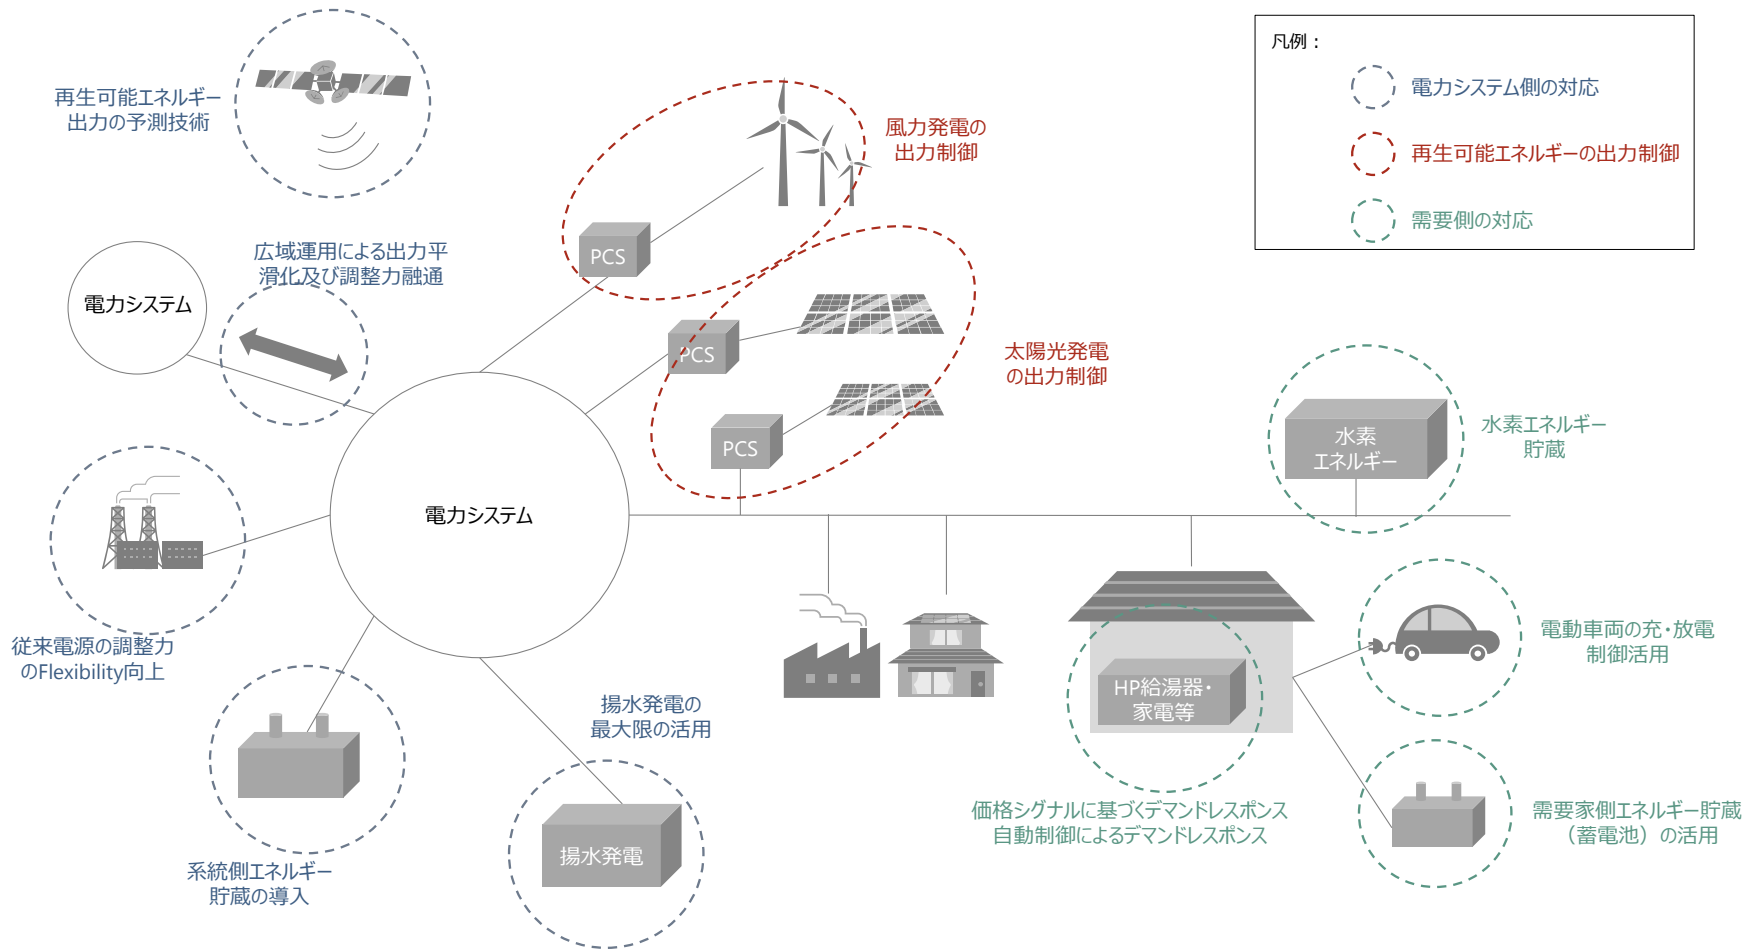 再生可能エネルギー
出力の予測技術
風力発電の
出力制御
凡例：
電力システム側の対応
再生可能エネルギーの出力制御
需要側の対応
広域運用による出力平
滑化及び調整力融通
電力システム
PCS
PCS
PCS
太陽光発電
の出力制御
電力システム
水素
エネルギー
水素エネルギー
貯蔵
従来電源の調整力
のFlexibility向上
揚水発電の
最大限の活用
HP給湯器・
家電等
電動車両の充・放電
制御活用
価格シグナルに基づくデマンドレスポンス
自動制御によるデマンドレスポンス
需要家側エネルギー貯蔵
（蓄電池）の活用
揚水発電
系統側エネルギー
貯蔵の導入